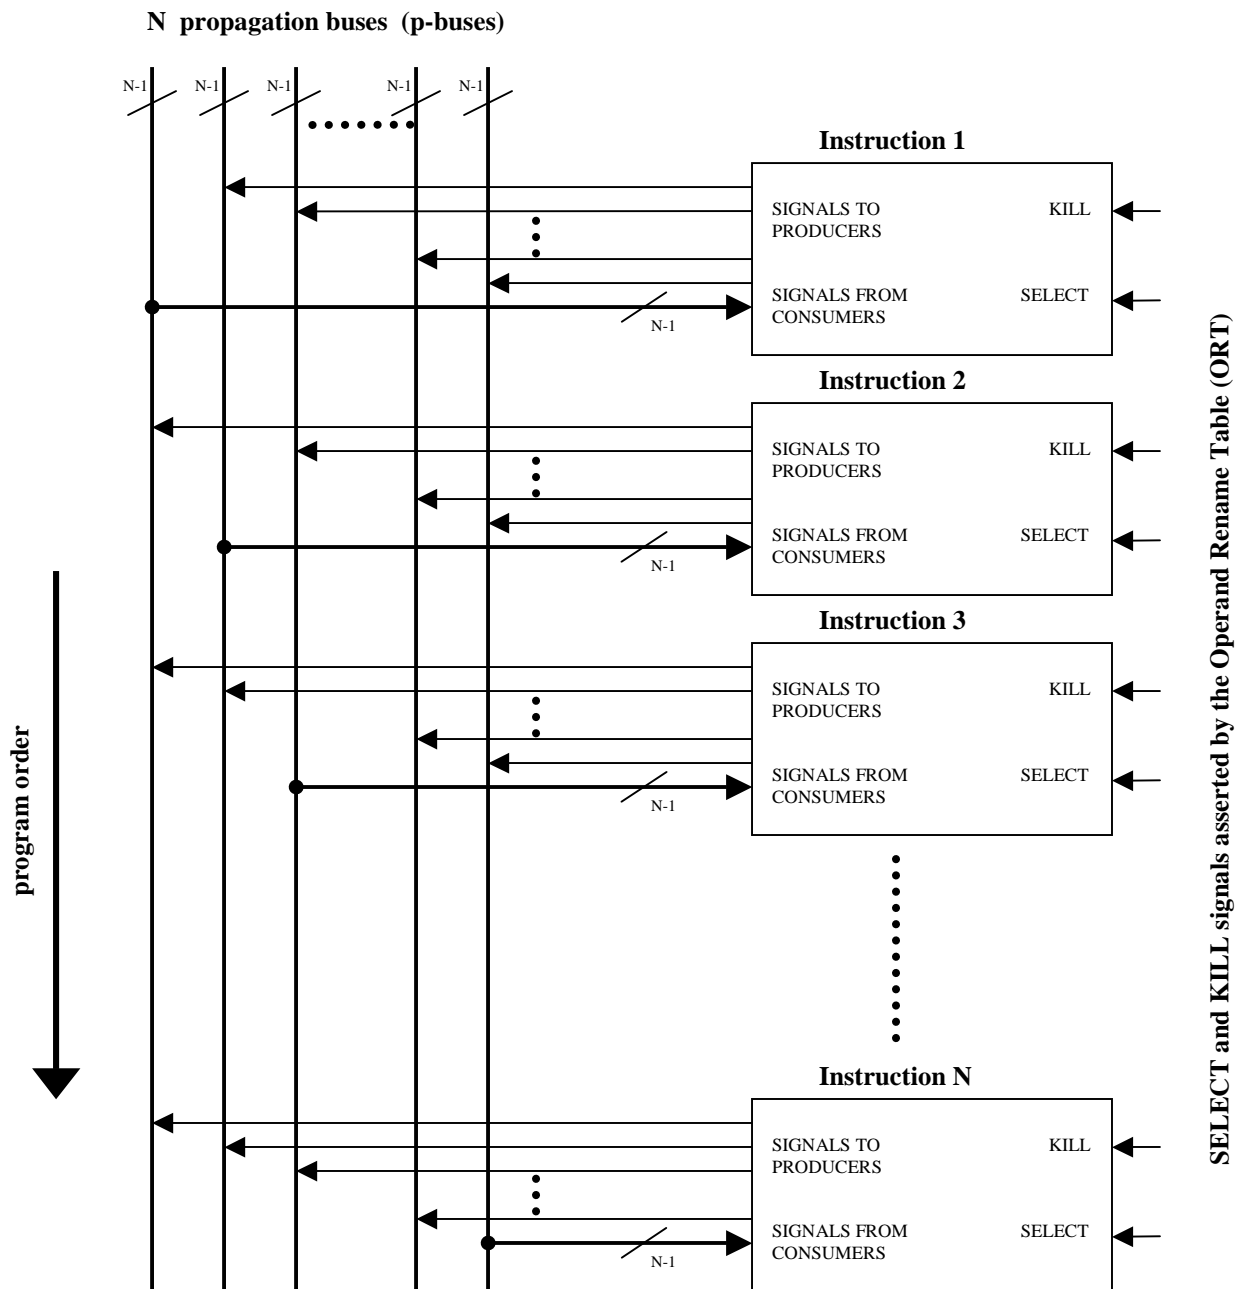 N propagation buses (p-buses)
N-1 N-1 N-1 N-1 N-1
Instruction 1
SIGNALS TO
PRODUCERS
KILL
SIGNALS FROM
CONSUMERS
SELECT
N-1
Instruction 2
SIGNALS TO
PRODUCERS
KILL
SIGNALS FROM
CONSUMERS
SELECT
N-1
Instruction 3
SIGNALS TO
PRODUCERS
KILL
SIGNALS FROM
CONSUMERS
SELECT
N-1
Instruction N
SIGNALS TO
PRODUCERS
KILL
SIGNALS FROM
CONSUMERS
SELECT
N-1
program order
SELECT and KILL signals asserted by the Operand Rename Table (ORT)